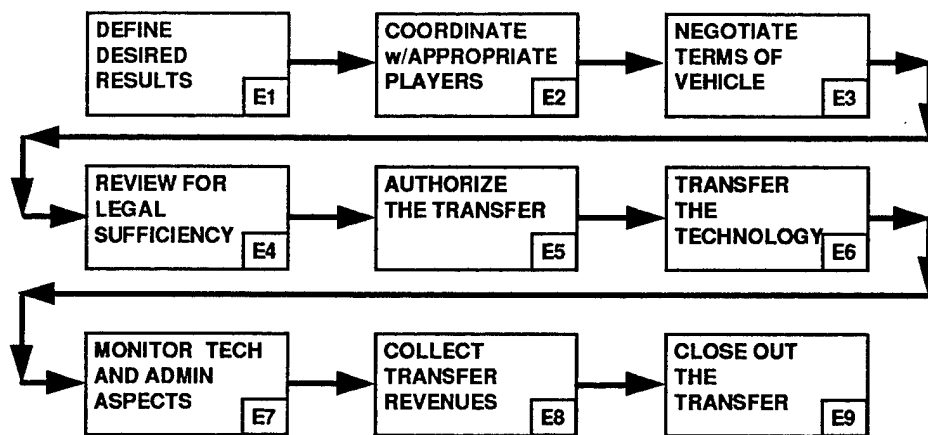 DEFINE
DESIRED
RESULTS
E1
COORDINATE
w/APPROPRIATE
PLAYERS
E2
NEGOTIATE
TERMS OF
VEHICLE
E3
REVIEW FOR
LEGAL
SUFFICIENCY
E4
AUTHORIZE
THE TRANSFER
E5
TRANSFER
THE
TECHNOLOGY
E6
MONITOR TECH
AND ADMIN
ASPECTS
E7
COLLECT
TRANSFER
REVENUES
E8
CLOSE OUT
THE
TRANSFER
E9